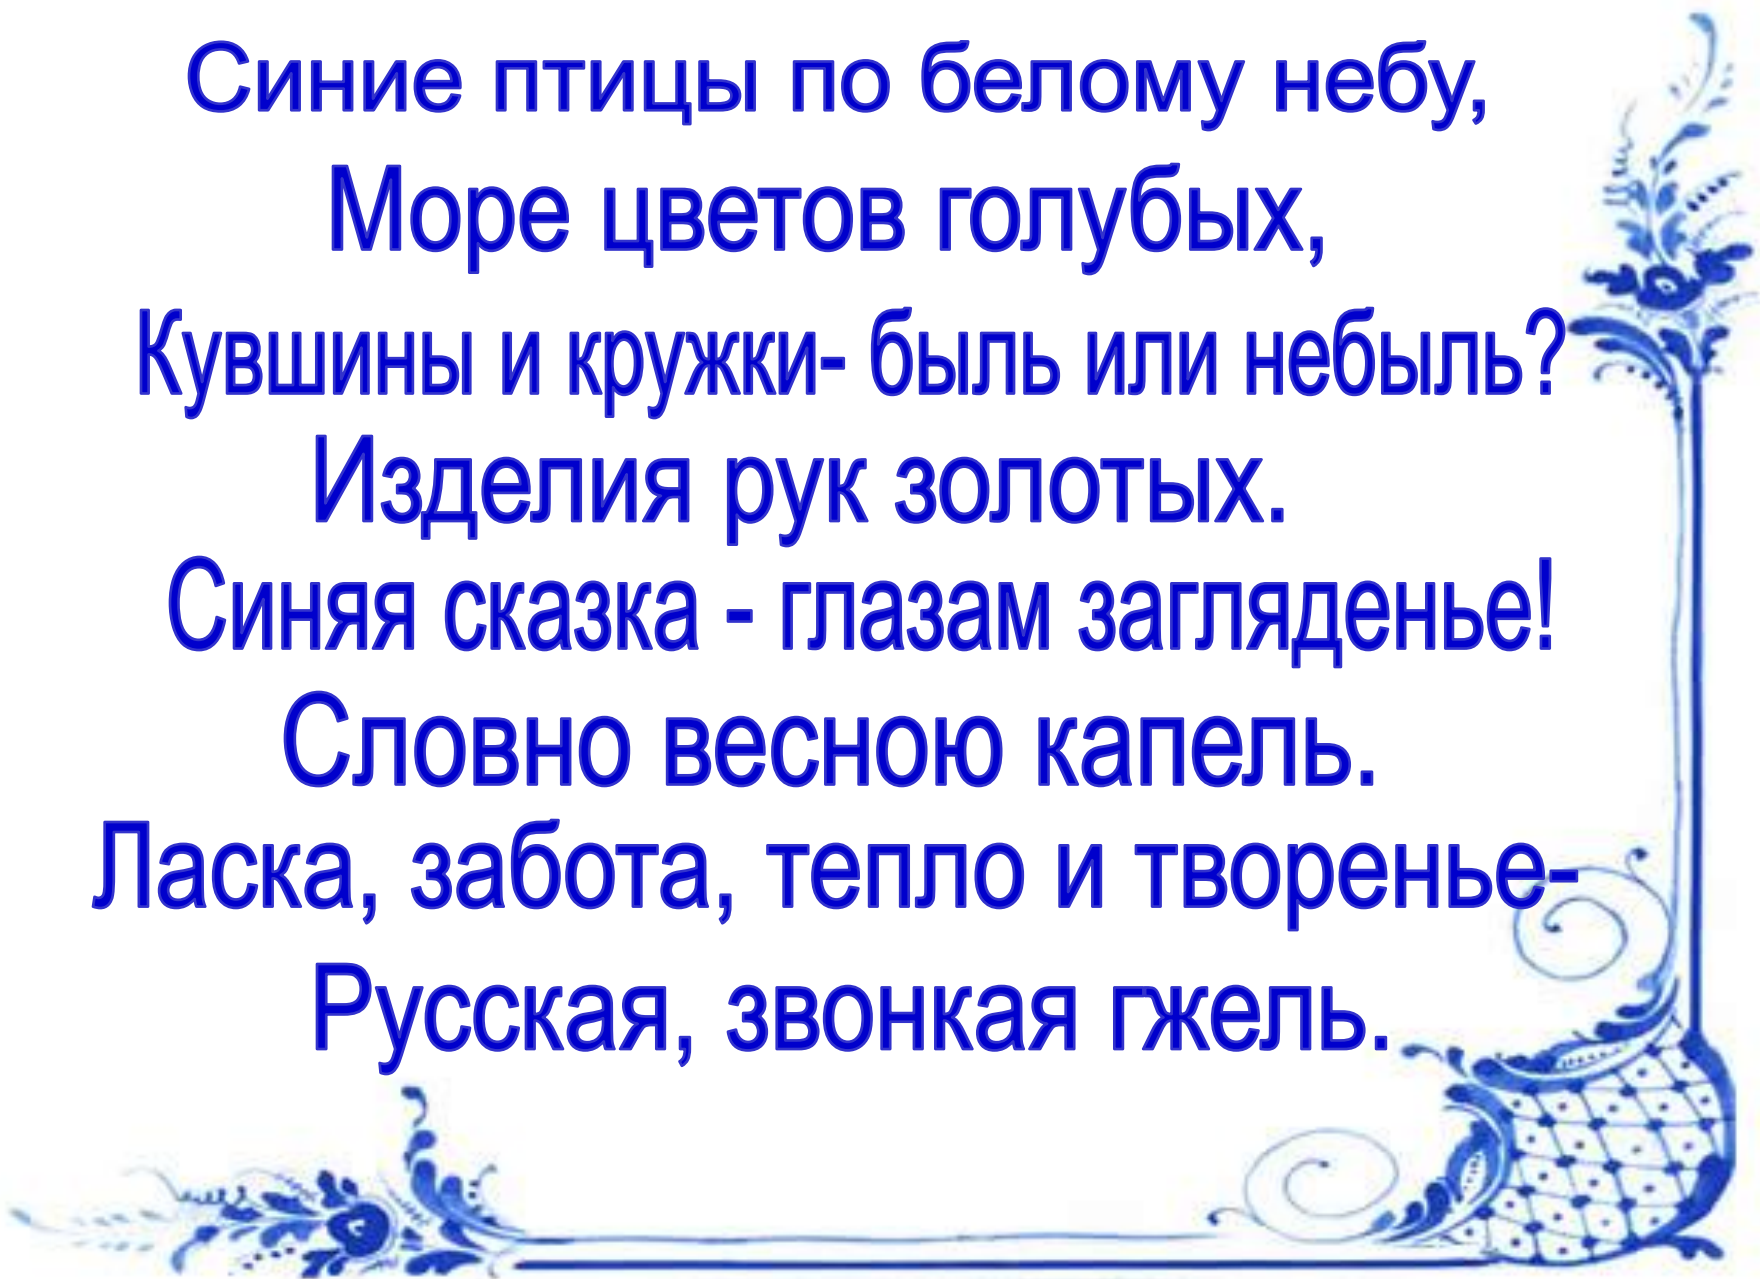 Синие птицы по белому небу,
Море цветов голубых,
Кувшины и кружки- быль или небыль?
Изделия рук золотых.
Синяя сказка - глазам загляденье!
Словно весною капель.
Ласка, забота, тепло и творенье-
Русская, звонкая гжель.